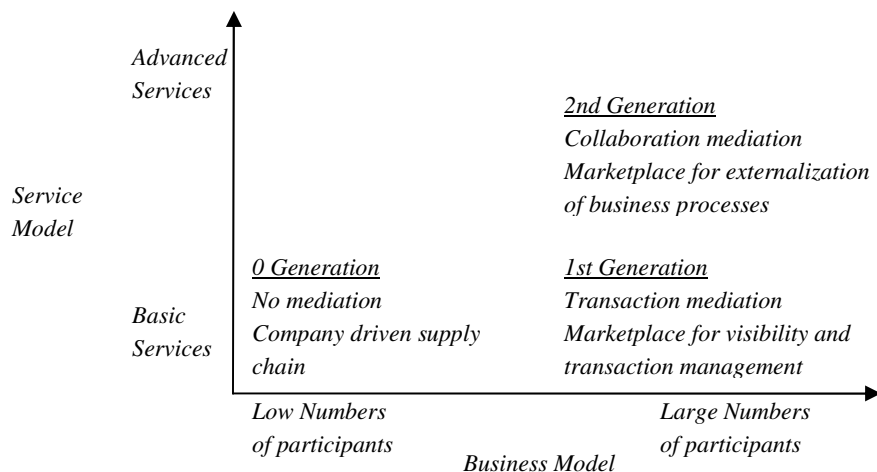 Advanced
Services
2nd Generation
Collaboration mediation
Marketplace for externalization
of business processes
Service
Model
0 Generation
No mediation
Company driven supply
chain
1st Generation
Transaction mediation
Marketplace for visibility and
transaction management
Basic
Services
Low Numbers
of participants
Large Numbers
of participants
Business Model